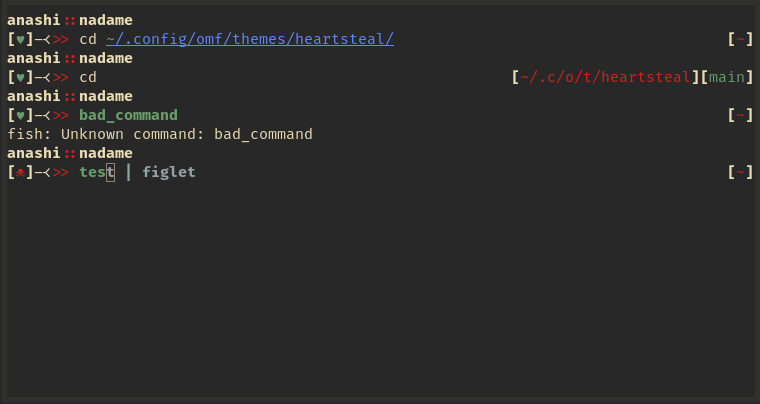 anashi::nadame
[♥]-<>> cd ~/.config/omf/themes/heartsteal/ [~]
anashi::nadame
[♥]-<>> cd [~/.c/o/t/heartsteal][main]
anashi::nadame
[♥]-<>> bad_command [~]
fish: Unknown command: bad_command
anashi::nadame
[☠]-<>> test | figlet [~]